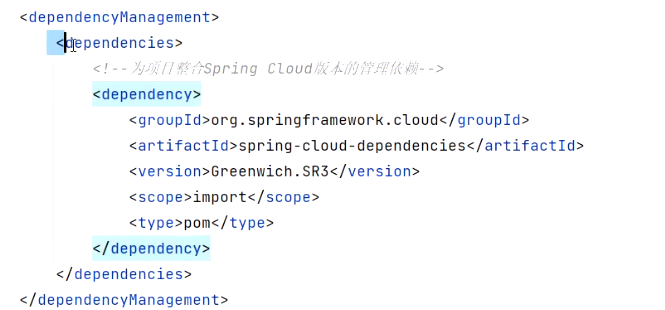 <dependencyManagement>
<dependencies>
<!--为项目整合Spring Cloud版本的管理依赖-->
<dependency>
<groupId>org.springframework.cloud</groupId>
<artifactId>spring-cloud-dependencies</artifactId>
<version>Greenwich.SR3</version>
<scope>import</scope>
<type>pom</type>
</dependency>
</dependencies>
</dependencyManagement>